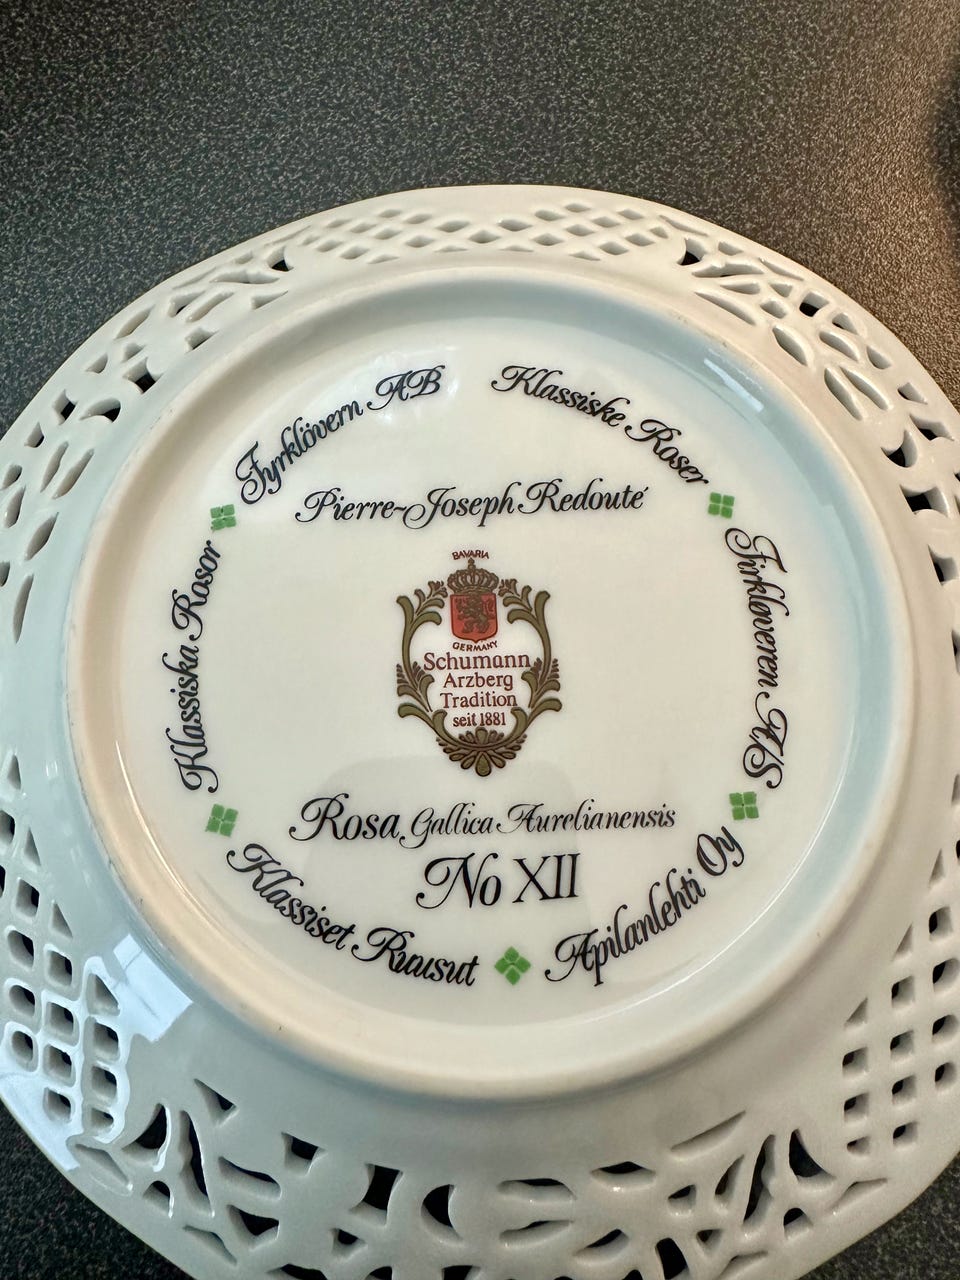 Fyrklövern AB
Klassiske Roser
Pierre-Joseph Redouté
Klassiska Rosor
Firkløveren A/S
BAVARIA
GERMANY
Schumann
Arzberg
Tradition
seit 1881
Rosa Gallica Aurelianensis
No XII
Klassiset Ruusut
Apilanlehti Oy